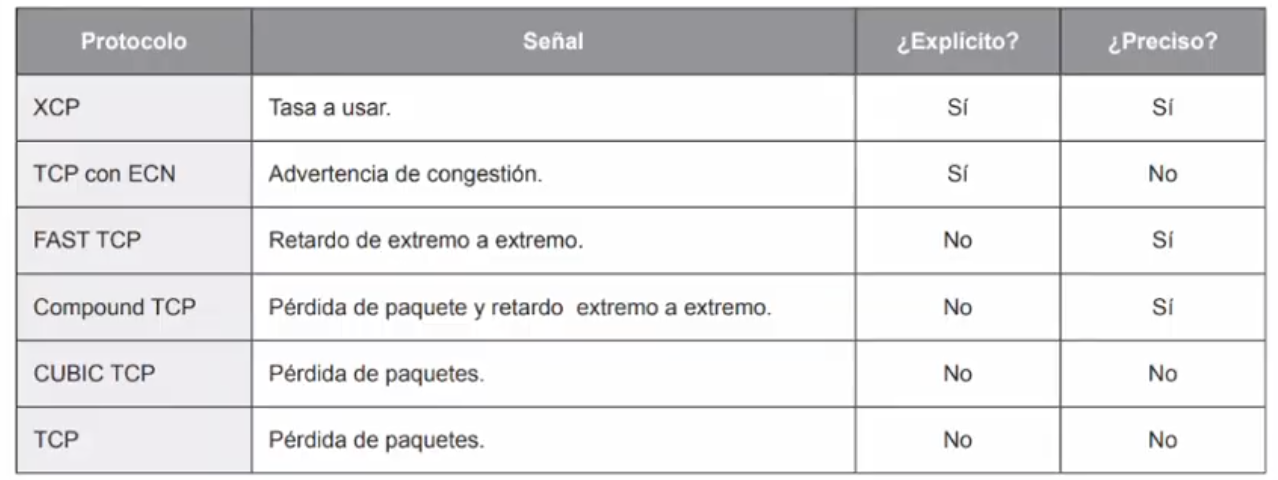 Protocolo Señal ¿Explícito? ¿Preciso?
XCP Tasa a usar. Sí Sí
TCP con ECN Advertencia de congestión. Sí No
FAST TCP Retardo de extremo a extremo. No Sí
Compound TCP Pérdida de paquete y retardo extremo a extremo. No Sí
CUBIC TCP Pérdida de paquetes. No No
TCP Pérdida de paquetes. No No